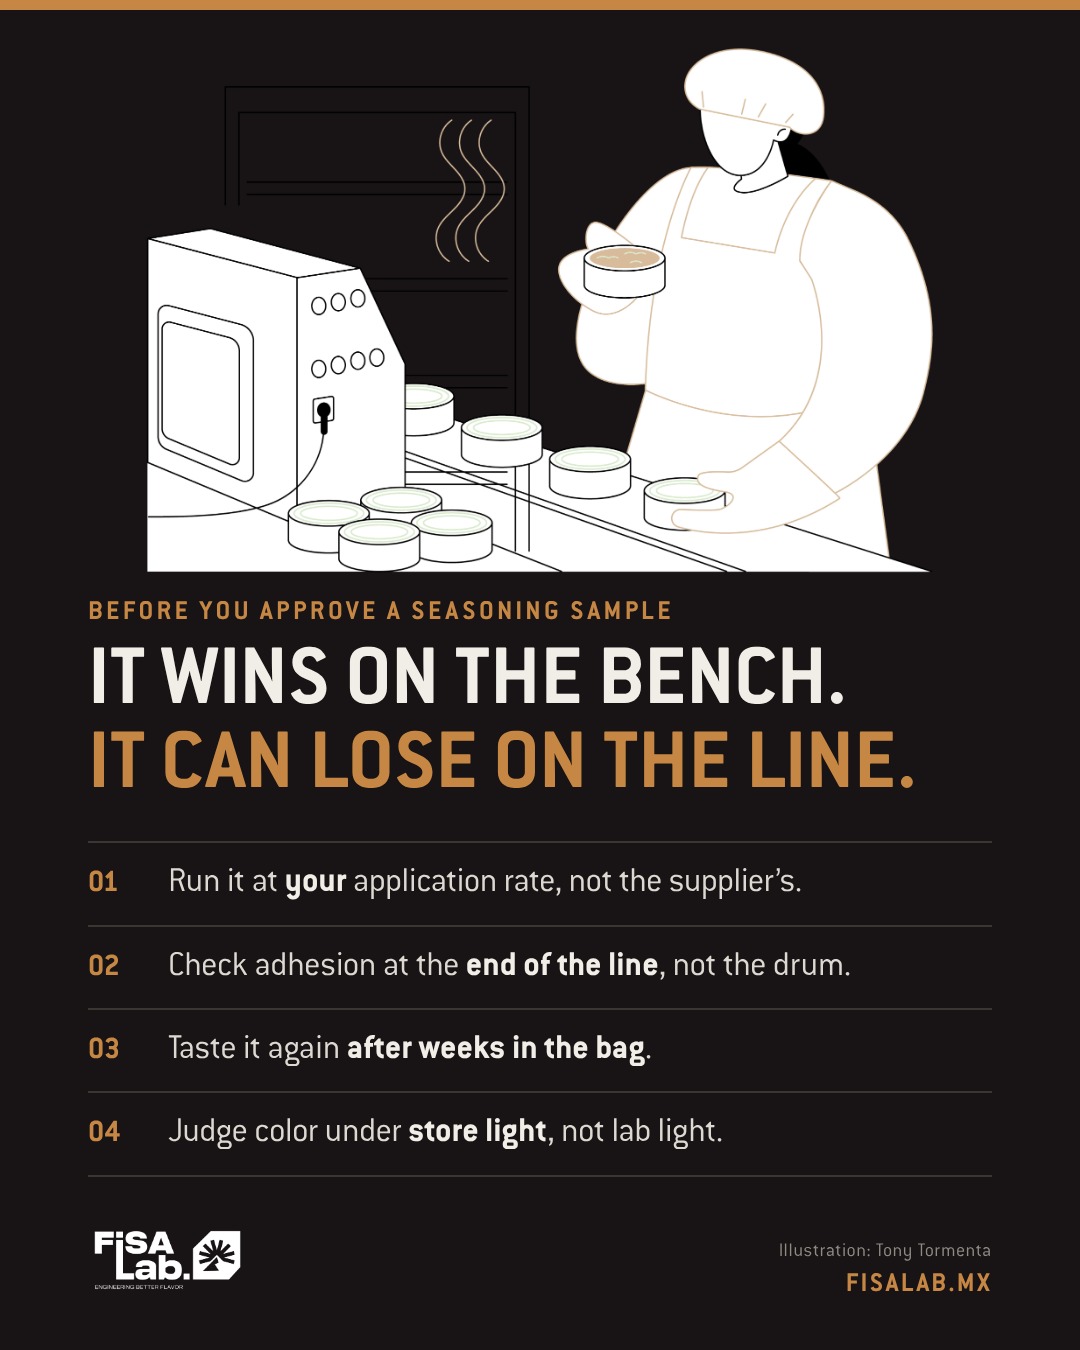 BEFORE YOU APPROVE A SEASONING SAMPLE
IT WINS ON THE BENCH.
IT CAN LOSE ON THE LINE.
01 Run it at your application rate, not the supplier’s.
02 Check adhesion at the end of the line, not the drum.
03 Taste it again after weeks in the bag.
04 Judge color under store light, not lab light.
FiSA
Lab.
ENGINEERING BETTER FLAVOR
Illustration: Tony Tormenta
FISALAB.MX